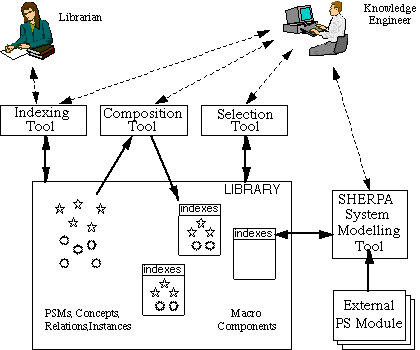 Librarian
Knowledge
Engineer
Indexing
Tool
Composition
Tool
Selection
Tool
LIBRARY
indexes
indexes
indexes
PSMs, Concepts,
Relations,Instances
Macro
Components
SHERPA
System
Modelling
Tool
External
PS Module